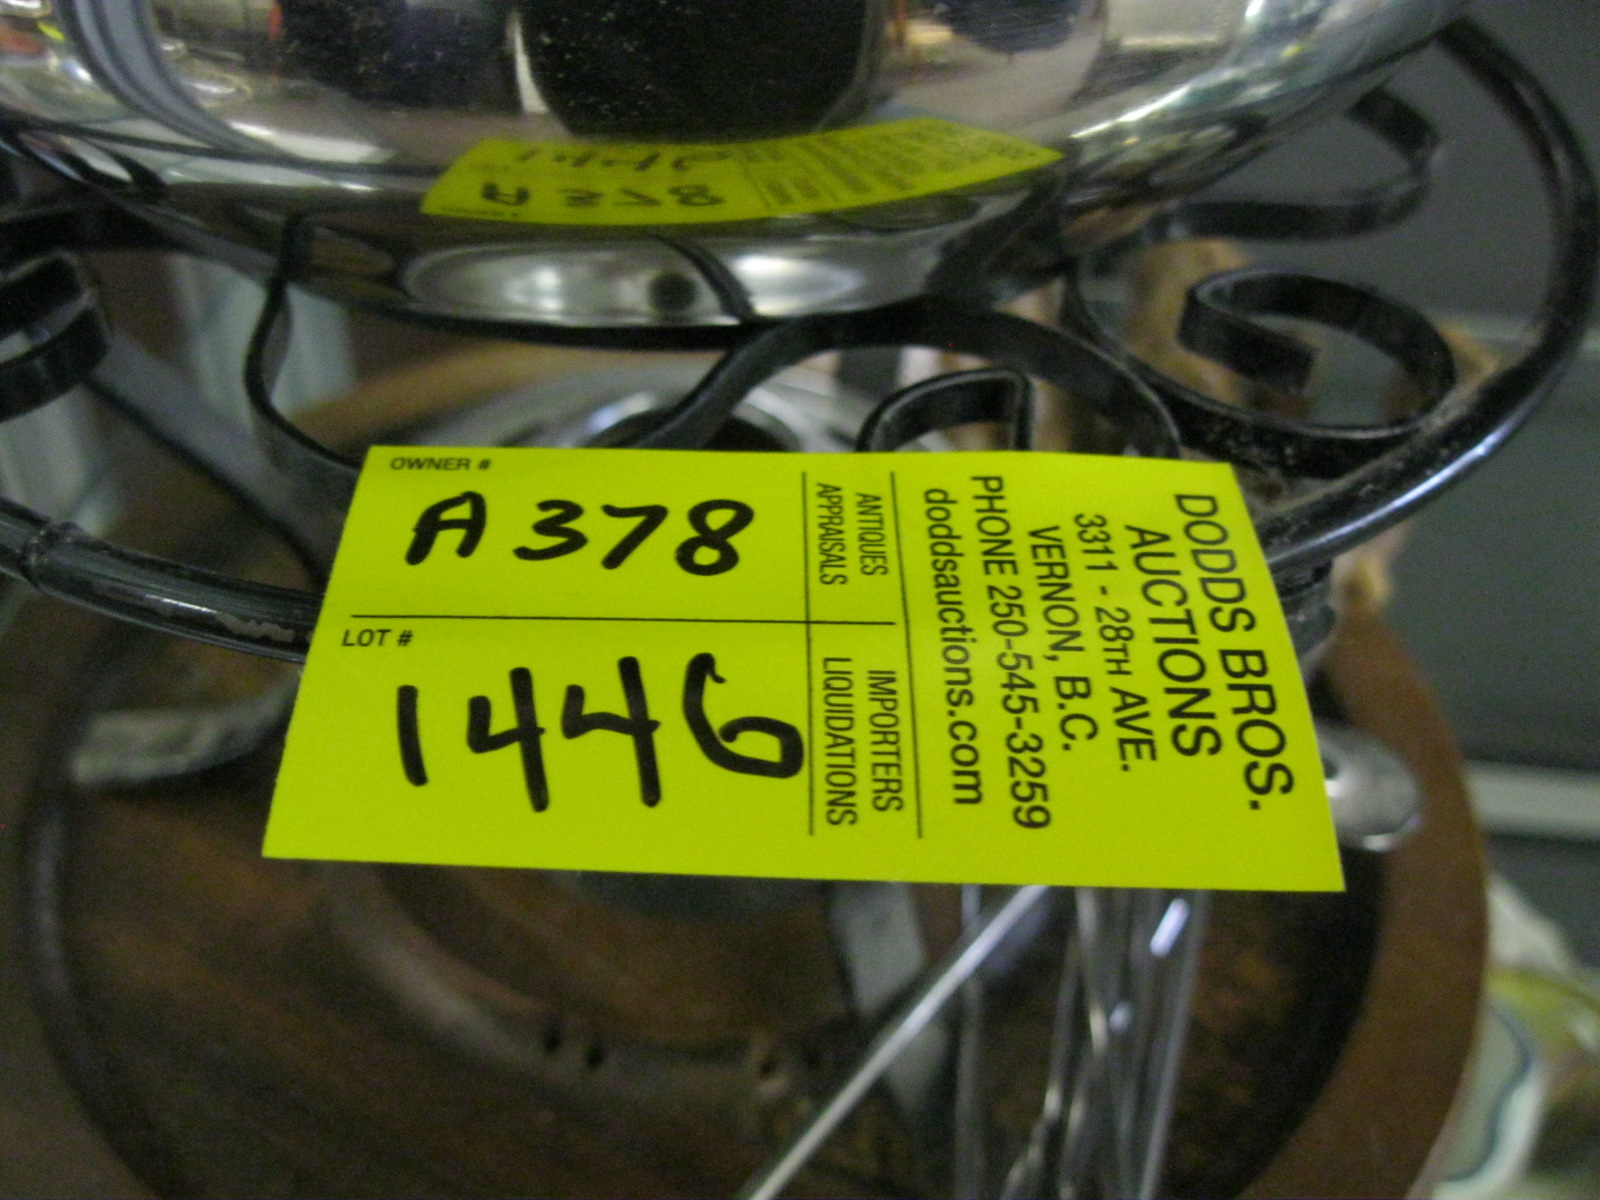 OWNER #
A 378
LOT #
1446
ANTIQUES
APPRAISALS
IMPORTERS
LIQUIDATIONS
DODDS BROS.
AUCTIONS
3311 - 28TH AVE.
VERNON, B.C.
PHONE 250-545-3259
doddsauctions.com